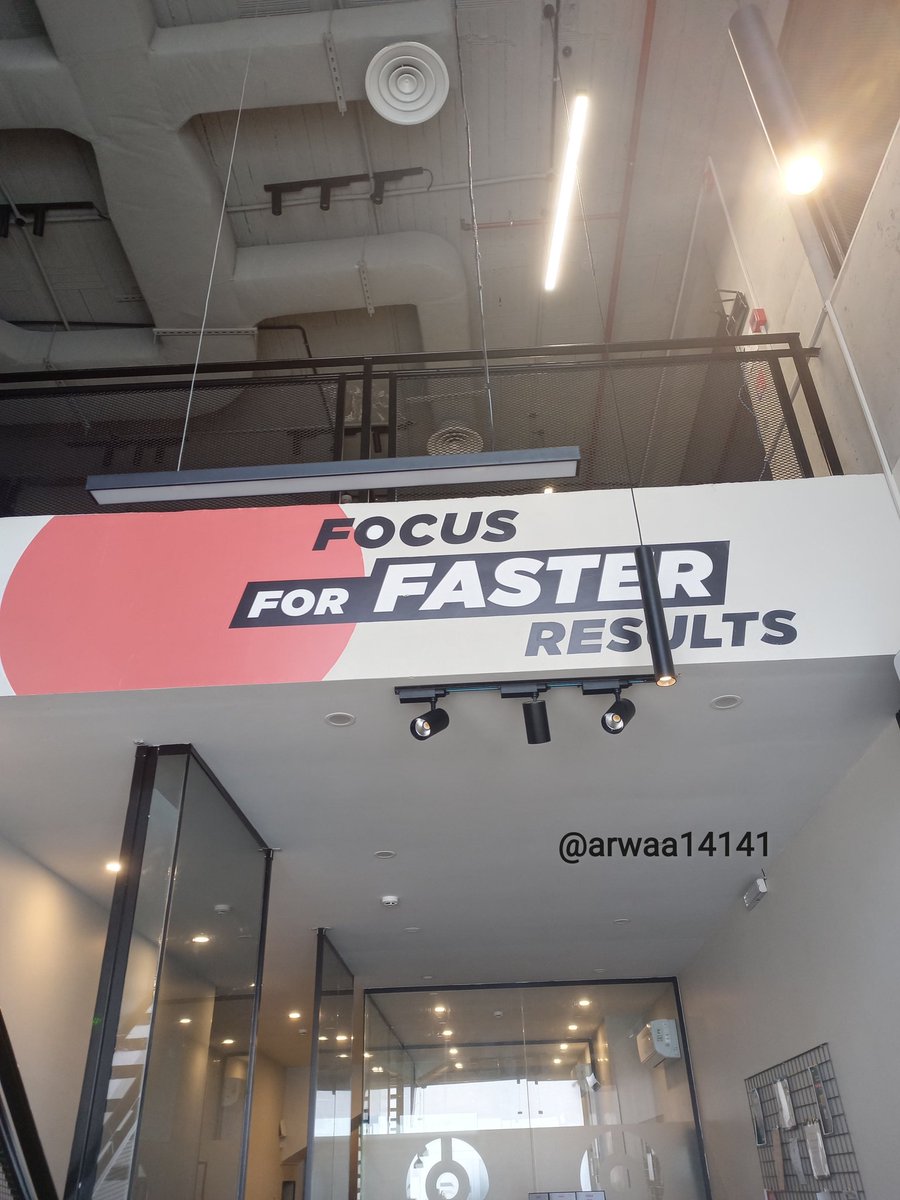 FOCUS
FOR FASTER
RESULTS
@arwaa14141